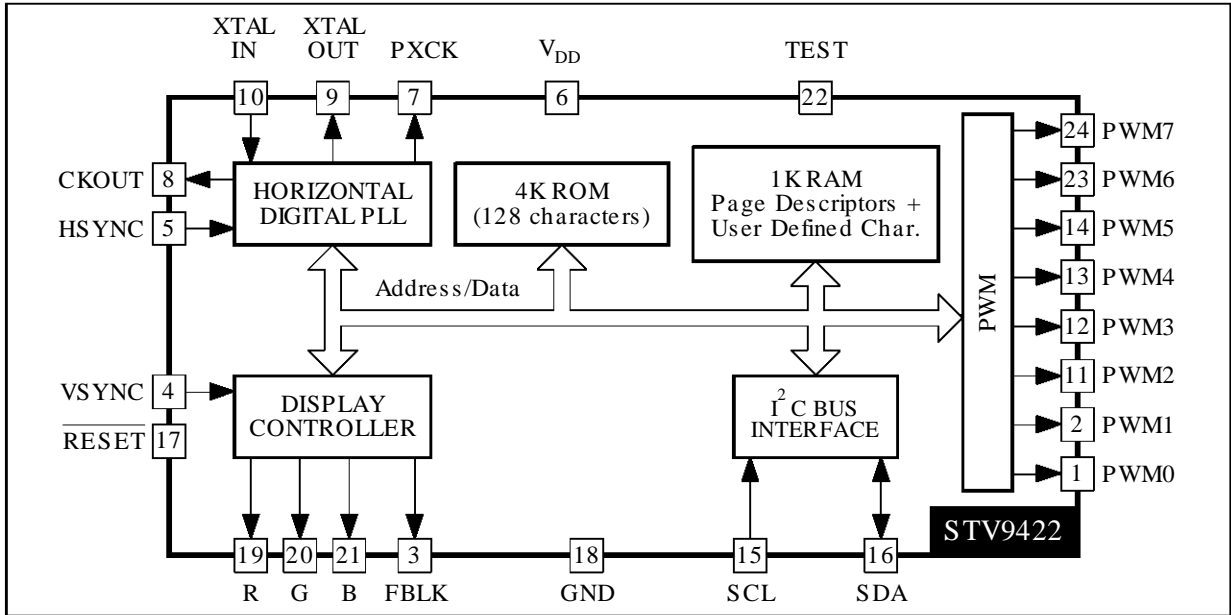 XTAL IN
XTAL OUT
PXCK
VDD
TEST
10
9
7
6
22
24 PWM7
CKOUT 8
HORIZONTAL
DIGITAL PLL
4K ROM
(128 characters)
1K RAM
Page Descriptors +
User Defined Char.
23 PWM6
HSYNC 5
14 PWM5
Address/Data
13 PWM4
PWM
12 PWM3
VSYNC 4
DISPLAY
CONTROLLER
I2C BUS
INTERFACE
11 PWM2
RESET 17
2 PWM1
1 PWM0
STV9422
19
20
21
3
18
15
16
R
G
B
FBLK
GND
SCL
SDA